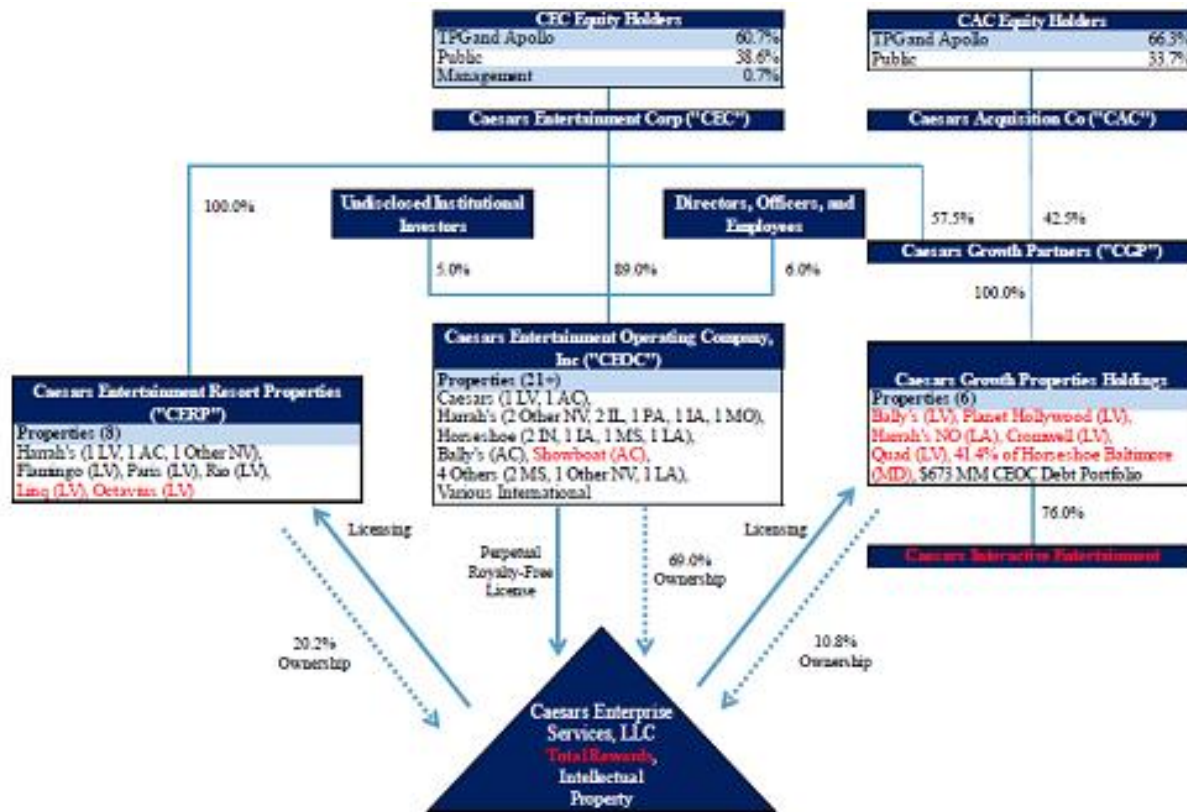 CEC Equity Holders
TPGand Apollo 60.7%
Public 38.6%
Management 0.7%
CAC Equity Holders
TPGand Apollo 66.3%
Public 33.7%
Caesars Entertainment Corp ("CEC")
Caesars Acquisition Co ("CAC")
100.0%
Undisclosed Institutional
Investors
Directors, Officers, and
Employees
57.5%
42.5%
5.0%
89.0%
6.0%
Caesars Growth Partners ("CGP")
100.0%
Caesars Entertainment Resort Properties
("CERP")
Properties (8)
Harrah's (1 LV, 1 AC, 1 Other NV),
Flamingo (LV), Paris (LV), Rio (LV),
Linq (LV), Octavius (LV)
Caesars Entertainment Operating Company,
Inc ("CEOC")
Properties (21+)
Caesars (1 LV, 1 AC),
Harrah's (2 Other NV, 2 IL, 1 PA, 1 IA, 1 MO),
Horseshoe (2 IN, 1 IA, 1 MS, 1 LA),
Bally's (AC), Showboat (AC),
4 Others (2 MS, 1 Other NV, 1 LA),
Various International
Caesars Growth Properties Holdings
Properties (6)
Bally's (LV), Planet Hollywood (LV),
Harrah's NO (LA), Cromwell (LV),
Quad (LV), 41.4% of Horseshoe Baltimore
(MD), $673 MM CEOC Debt Portfolio
76.0%
Caesars Interactive Entertainment
Licensing
Perpetual
Royalty-Free
License
69.0%
Ownership
Licensing
20.2%
Ownership
10.8%
Ownership
Caesars Enterprise
Services, LLC
Total Rewards,
Intellectual
Property